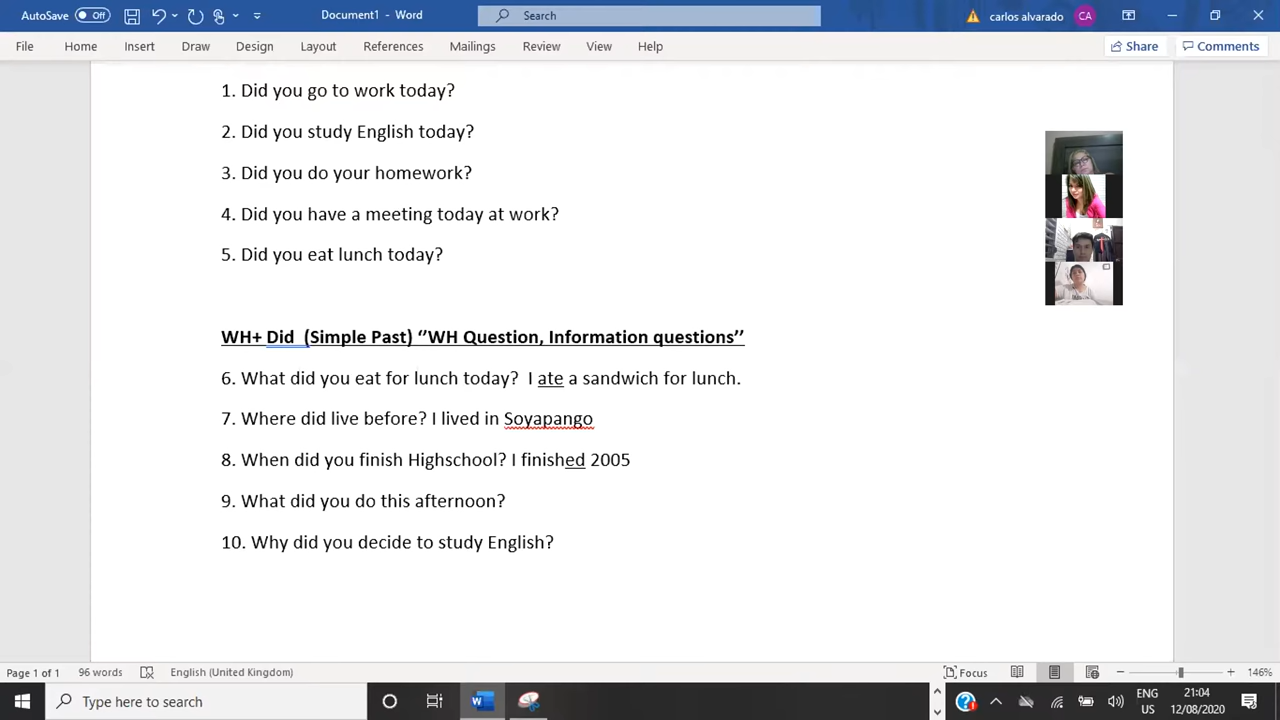 AutoSave Off Document1 - Word Search carlos alvarado CA
File Home Insert Draw Design Layout References Mailings Review View Help Share Comments
1. Did you go to work today?
2. Did you study English today?
3. Did you do your homework?
4. Did you have a meeting today at work?
5. Did you eat lunch today?
WH+ Did  (Simple Past) ‘’WH Question, Information questions’’
6. What did you eat for lunch today?  I ate a sandwich for lunch.
7. Where did live before? I lived in Soyapango
8. When did you finish Highschool? I finished 2005
9. What did you do this afternoon?
10. Why did you decide to study English?
Page 1 of 1 96 words English (United Kingdom) Focus 146%
Type here to search ENG 21:04
US 12/08/2020